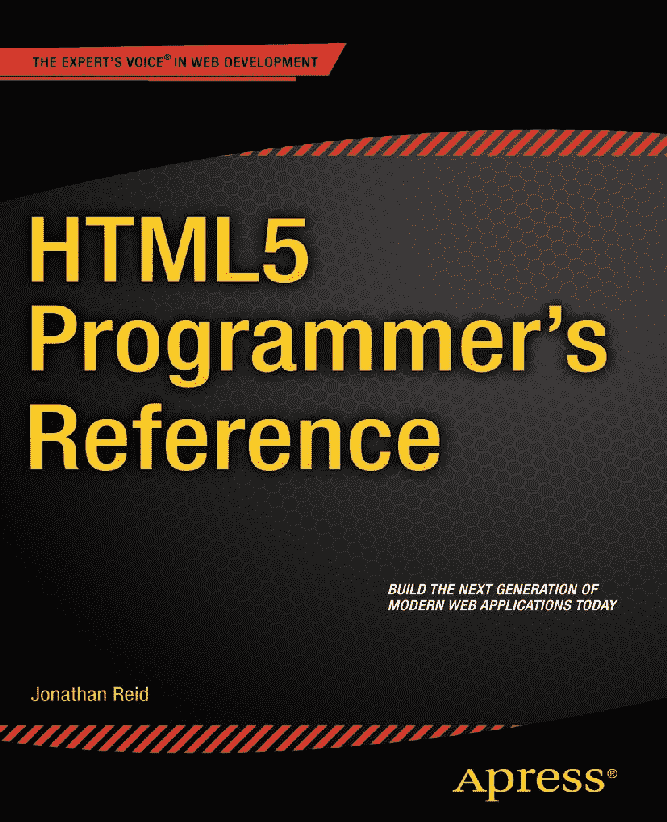 THE EXPERT'S VOICE® IN WEB DEVELOPMENT
HTML5
Programmer's
Reference
BUILD THE NEXT GENERATION OF
MODERN WEB APPLICATIONS TODAY
Jonathan Reid
Apress®